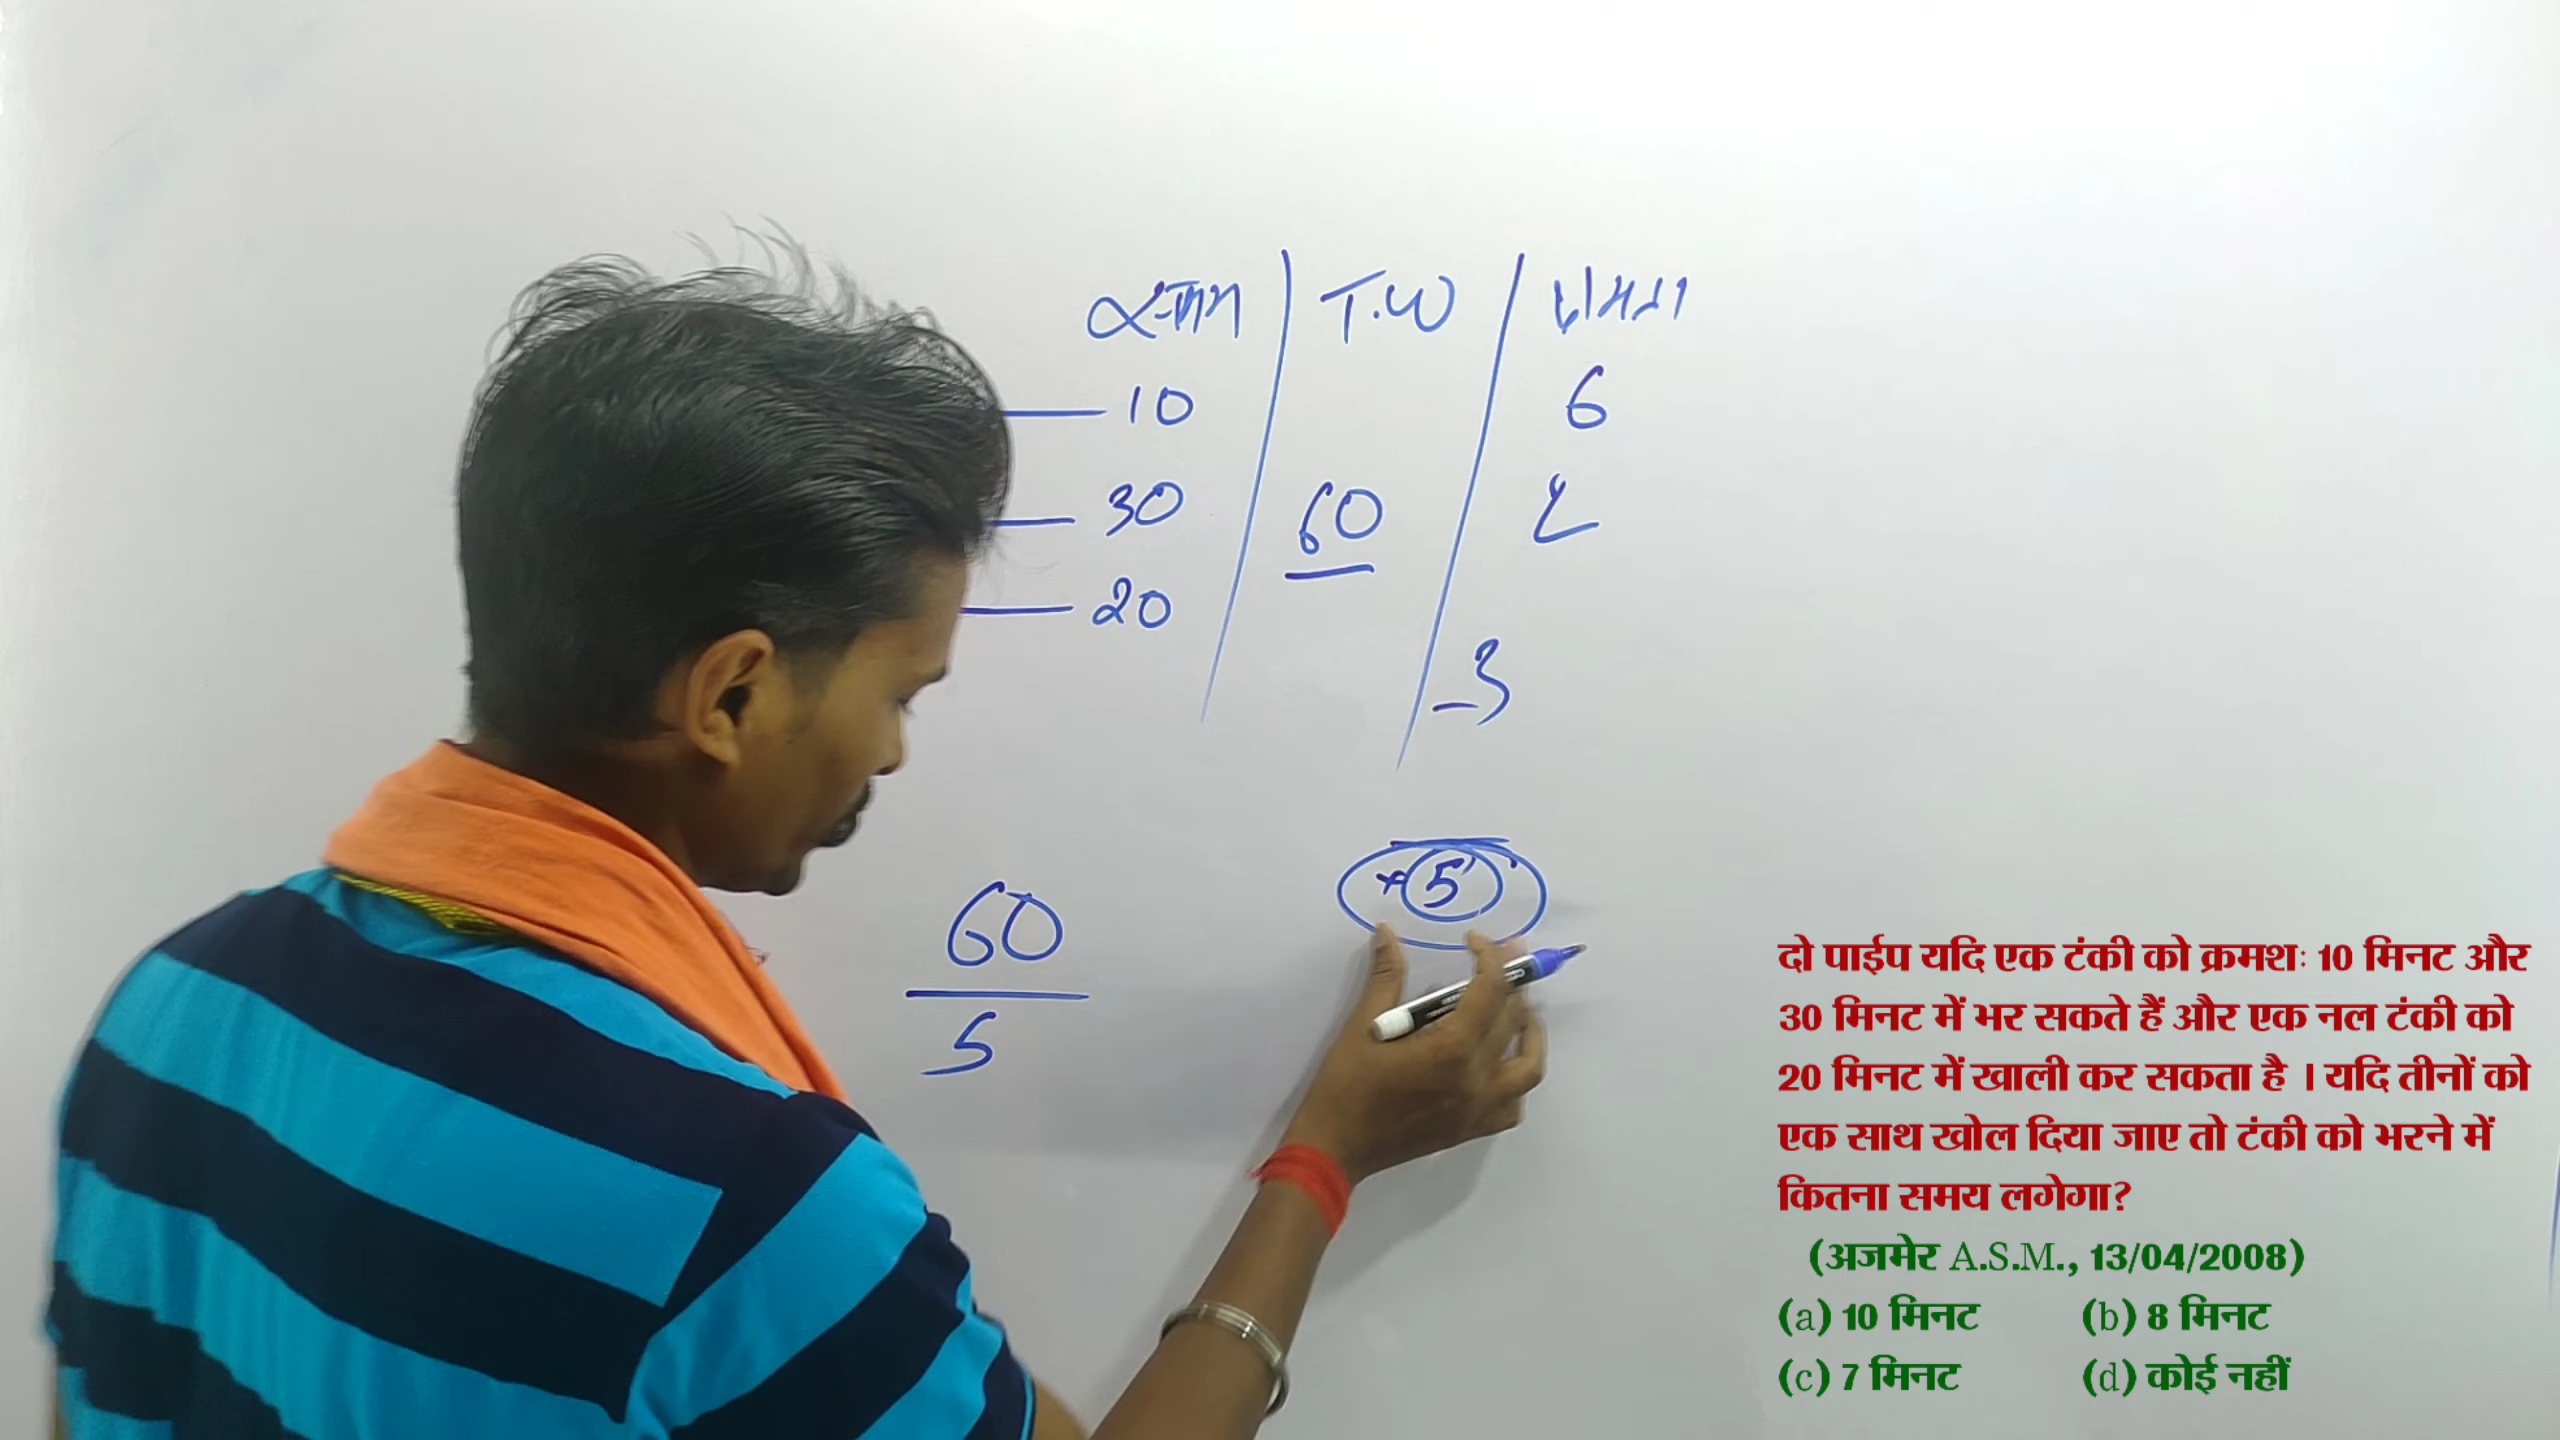 T.W क्षमता
10 6
30 60 2
20
-3
+5
60
5
दो पाईप यदि एक टंकी को क्रमशः 10 मिनट और
30 मिनट में भर सकते हैं और एक नल टंकी को
20 मिनट में खाली कर सकता है । यदि तीनों को
एक साथ खोल दिया जाए तो टंकी को भरने में
कितना समय लगेगा?
(अजमेर A.S.M., 13/04/2008)
(a) 10 मिनट (b) 8 मिनट
(c) 7 मिनट (d) कोई नहीं